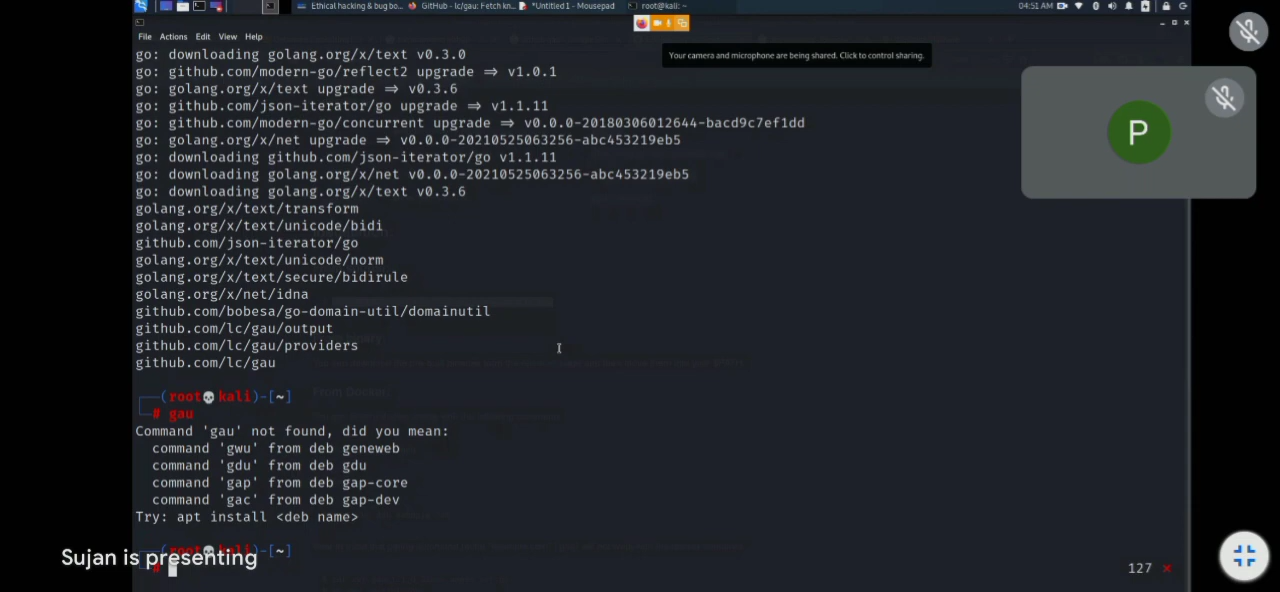 Ethical hacking & bug bo...
GitHub - lc/gau: Fetch kn...
*Untitled1 - Mousepad
root@kali: ~
04:51 AM
File Actions Edit View Help
Your camera and microphone are being shared. Click to control sharing.
go: downloading golang.org/x/text v0.3.0
go: github.com/modern-go/reflect2 upgrade => v1.0.1
go: golang.org/x/text upgrade => v0.3.6
go: github.com/json-iterator/go upgrade => v1.1.11
go: github.com/modern-go/concurrent upgrade => v0.0.0-20180306012644-bacd9c7ef1dd
go: golang.org/x/net upgrade => v0.0.0-20210525063256-abc453219eb5
go: downloading github.com/json-iterator/go v1.1.11
go: downloading golang.org/x/net v0.0.0-20210525063256-abc453219eb5
go: downloading golang.org/x/text v0.3.6
golang.org/x/text/transform
golang.org/x/text/unicode/bidi
github.com/json-iterator/go
golang.org/x/text/unicode/norm
golang.org/x/text/secure/bidirule
golang.org/x/net/idna
github.com/bobesa/go-domain-util/domainutil
github.com/lc/gau/output
github.com/lc/gau/providers
github.com/lc/gau
(root💀kali)-[~]
# gau
Command 'gau' not found, did you mean:
command 'gwu' from deb geneweb
command 'gdu' from deb gdu
command 'gap' from deb gap-core
command 'gac' from deb gap-dev
Try: apt install <deb name>
(root💀kali)-[~]
#
127 ×
Sujan is presenting
P